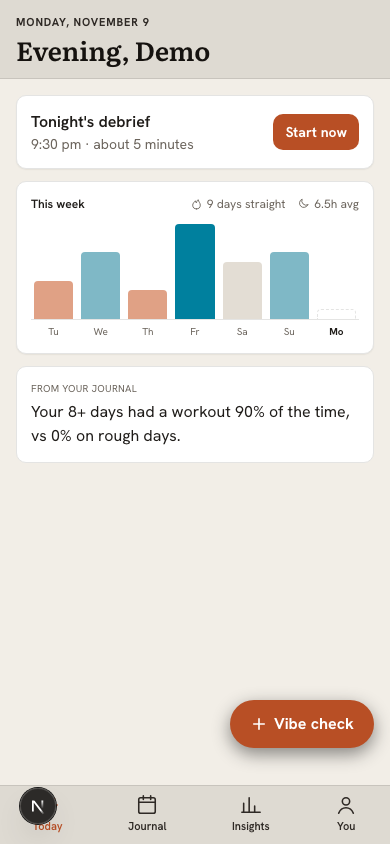 MONDAY, NOVEMBER 9
Evening, Demo
Tonight's debrief
9:30 pm · about 5 minutes
Start now
This week
9 days straight
6.5h avg
Tu We Th Fr Sa Su Mo
FROM YOUR JOURNAL
Your 8+ days had a workout 90% of the time,
vs 0% on rough days.
+ Vibe check
N
Today Journal Insights You